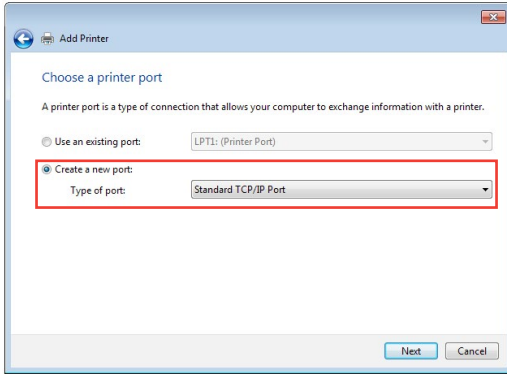 Add Printer
Choose a printer port
A printer port is a type of connection that allows your computer to exchange information with a printer.
Use an existing port: LPT1: (Printer Port)
Create a new port:
Type of port: Standard TCP/IP Port
Next Cancel